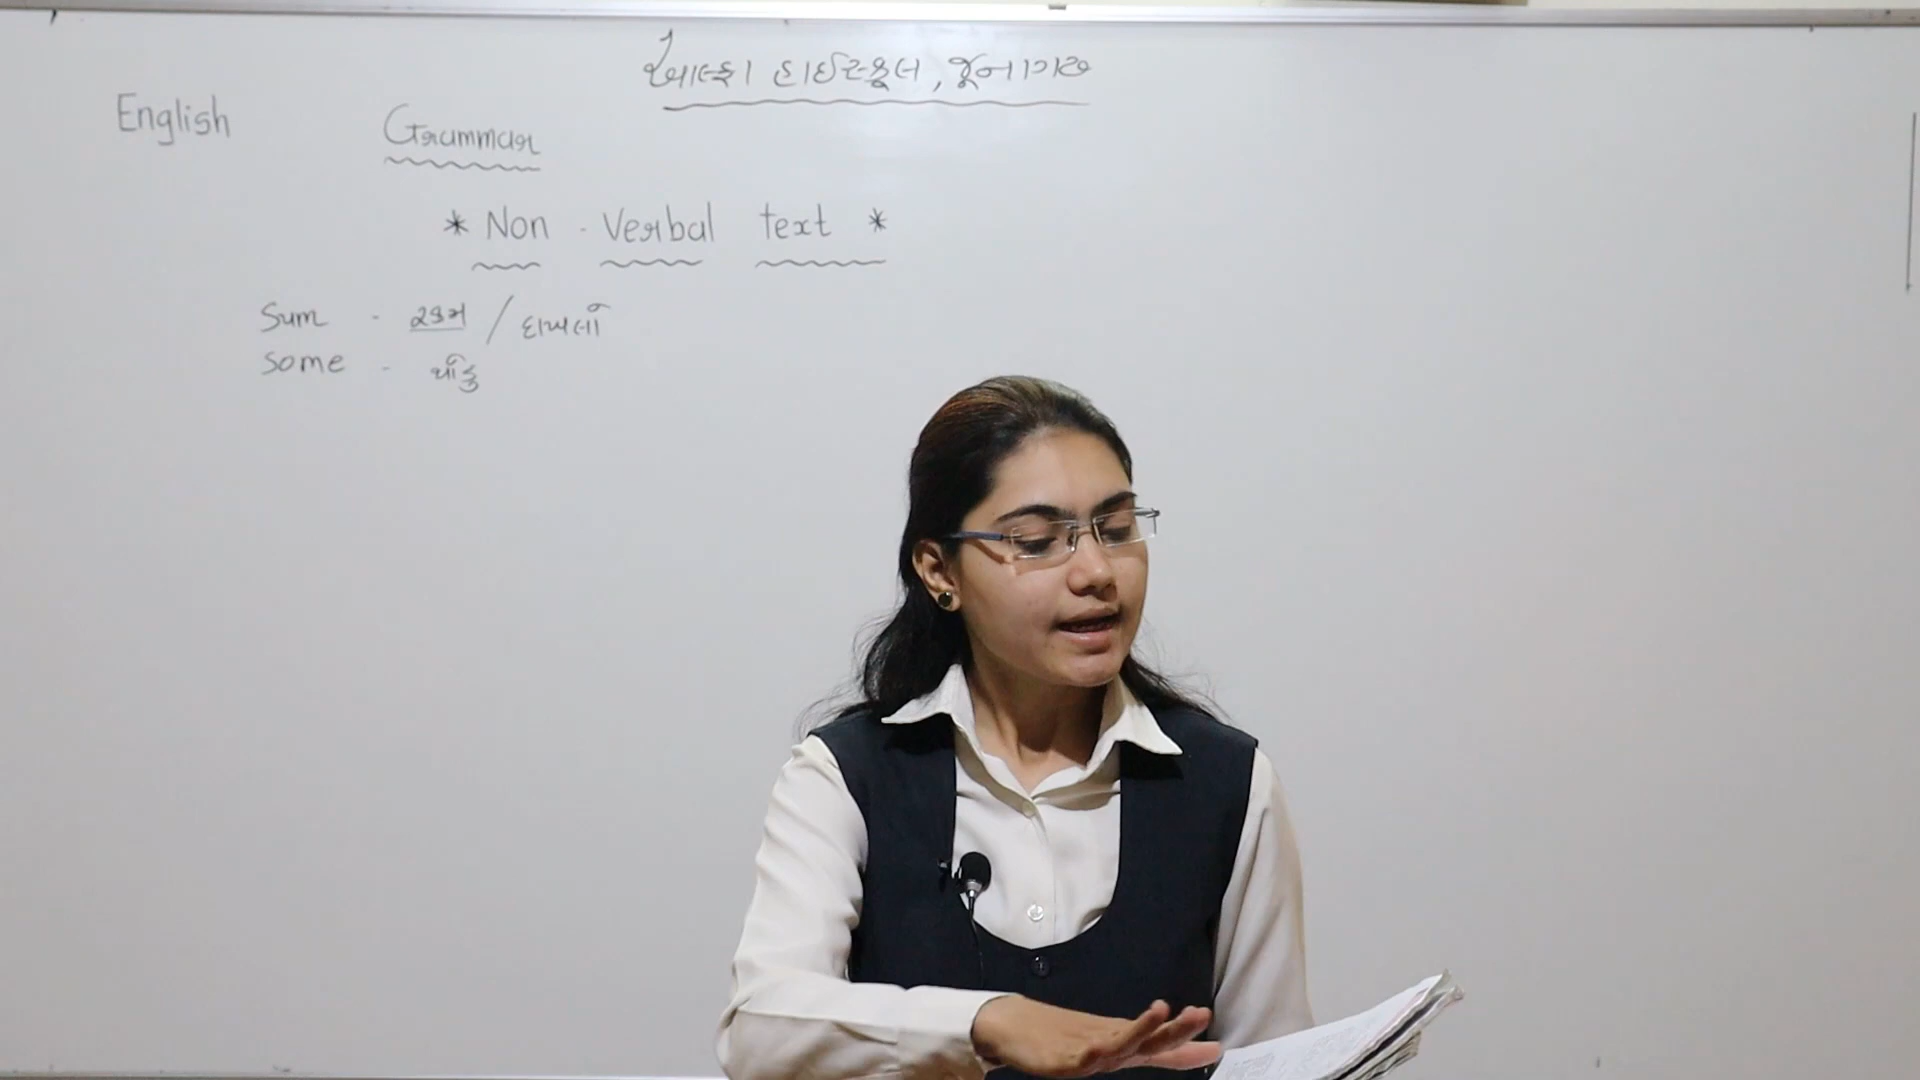 આલ્ફા હાઈસ્કૂલ, જૂનાગઢ
English Grammar
* Non - Verbal text *
Sum - રકમ / દાખલો
Some - થોડુ